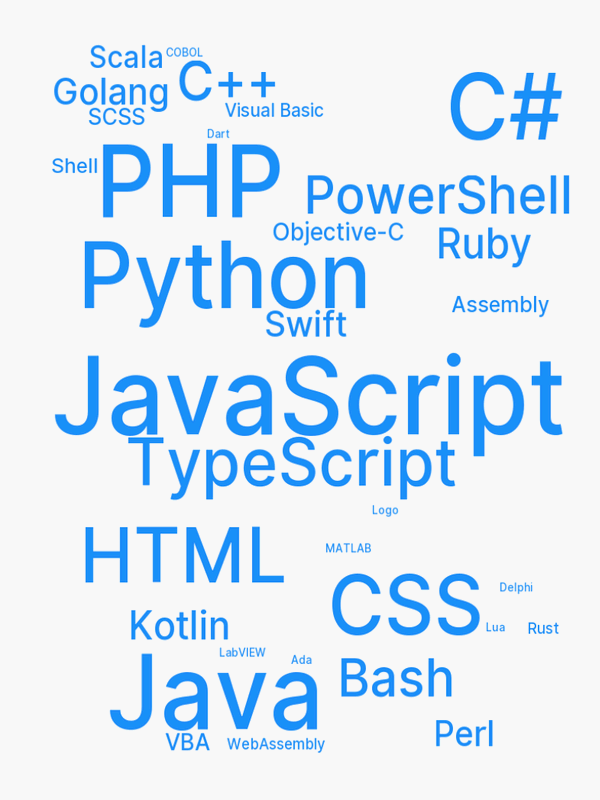 Scala
COBOL
Golang
C++
C#
SCSS
Visual Basic
Dart
Shell
PHP
PowerShell
Objective-C
Ruby
Python
Assembly
Swift
JavaScript
TypeScript
Logo
HTML
MATLAB
CSS
Delphi
Kotlin
Lua
Rust
LabVIEW
Ada
Java
Bash
Perl
VBA
WebAssembly